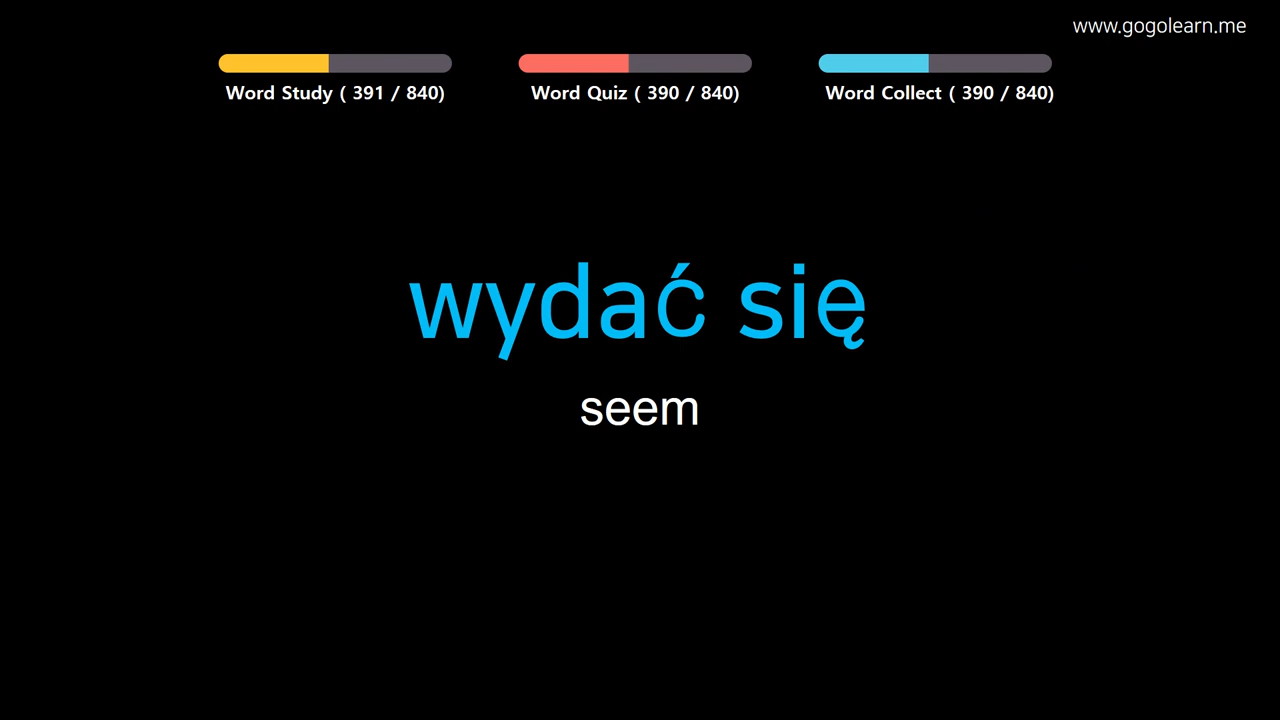 www.gogolearn.me
Word Study ( 391 / 840)
Word Quiz ( 390 / 840)
Word Collect ( 390 / 840)
wydać się
seem